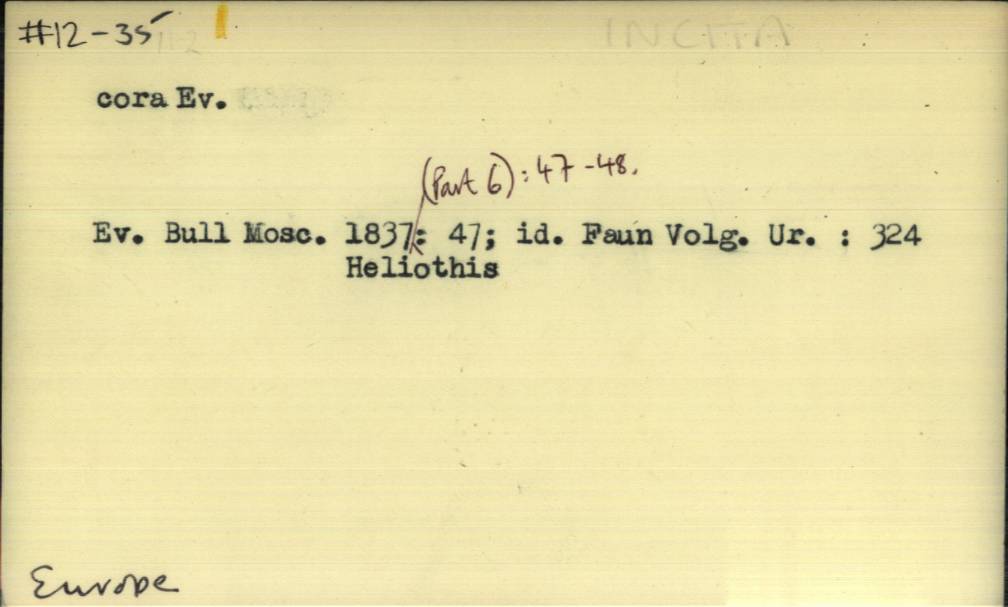 #12-35
INCITA
cora Ev.
(Part 6): 47-48.
Ev. Bull Mosc. 1837: 47; id. Faun Volg. Ur. : 324
Heliothis
Europe